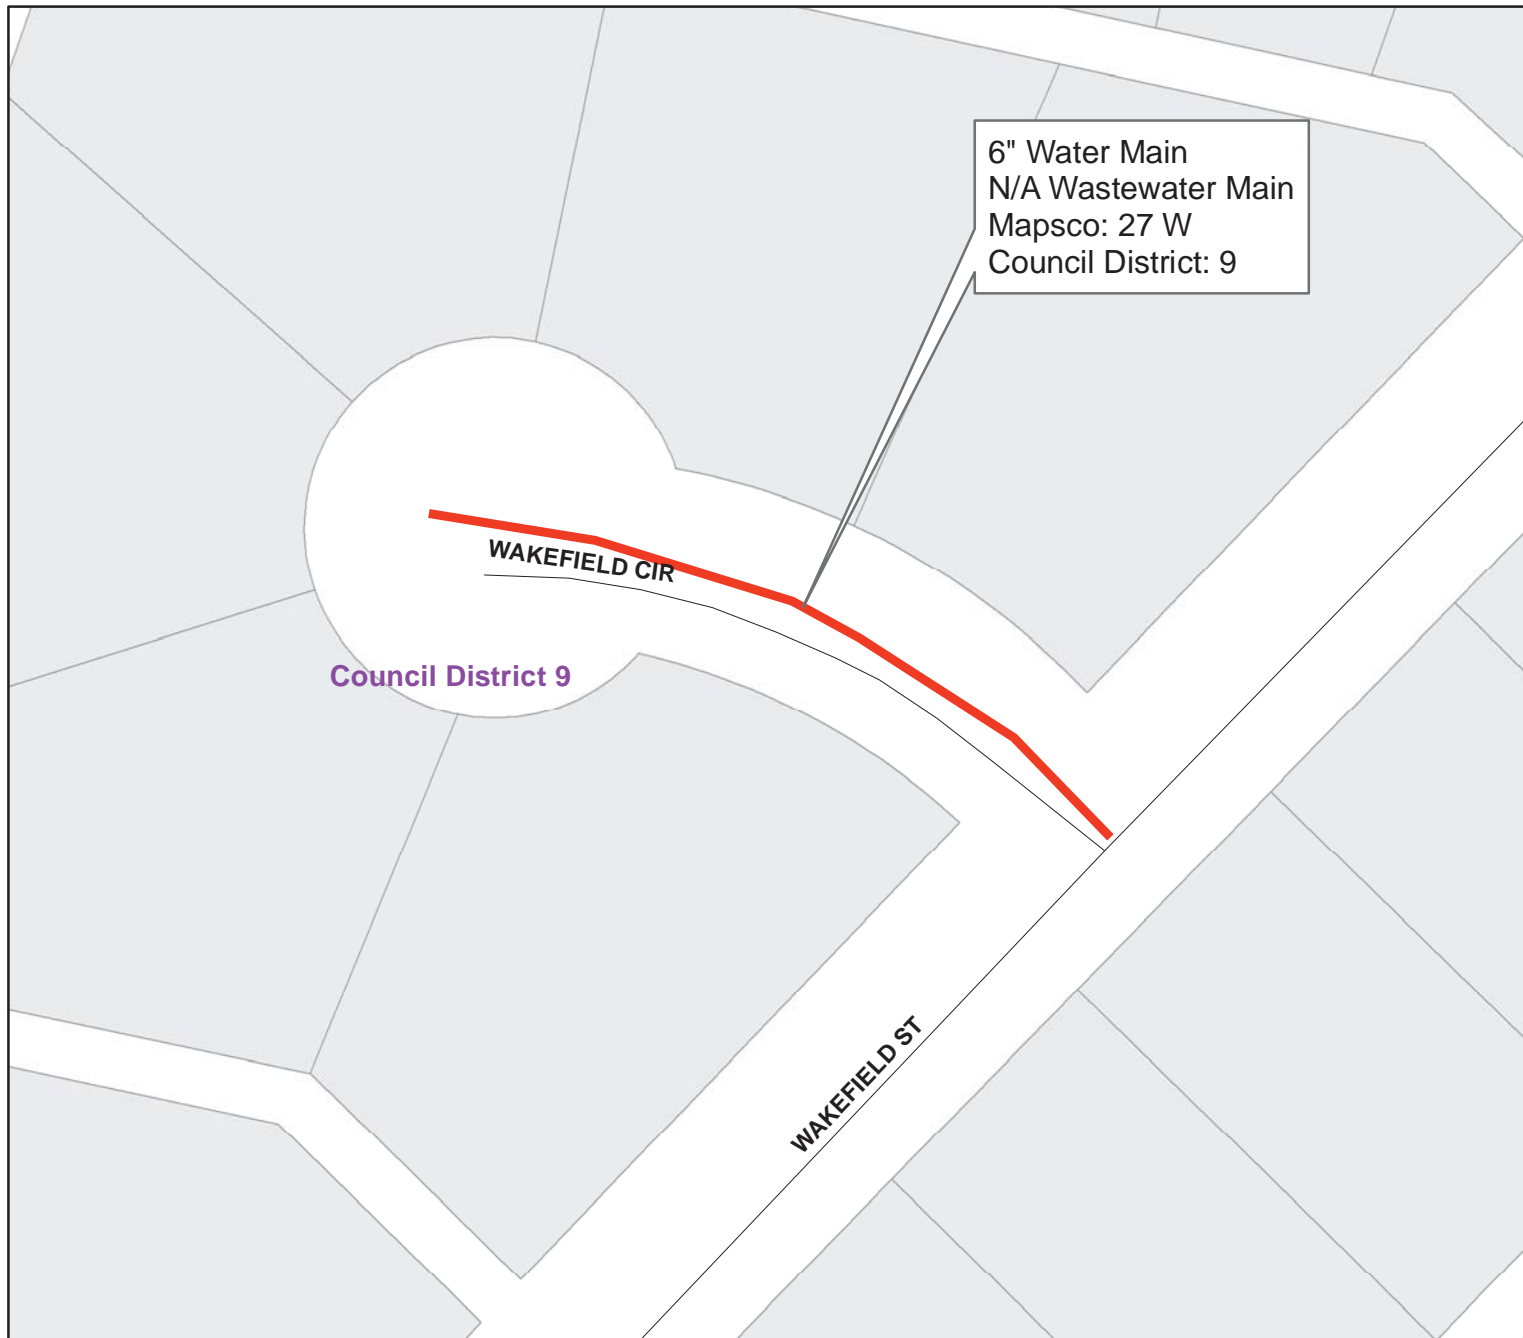 6" Water Main
N/A Wastewater Main
Mapsco: 27 W
Council District: 9
WAKEFIELD CIR
Council District 9
WAKEFIELD ST